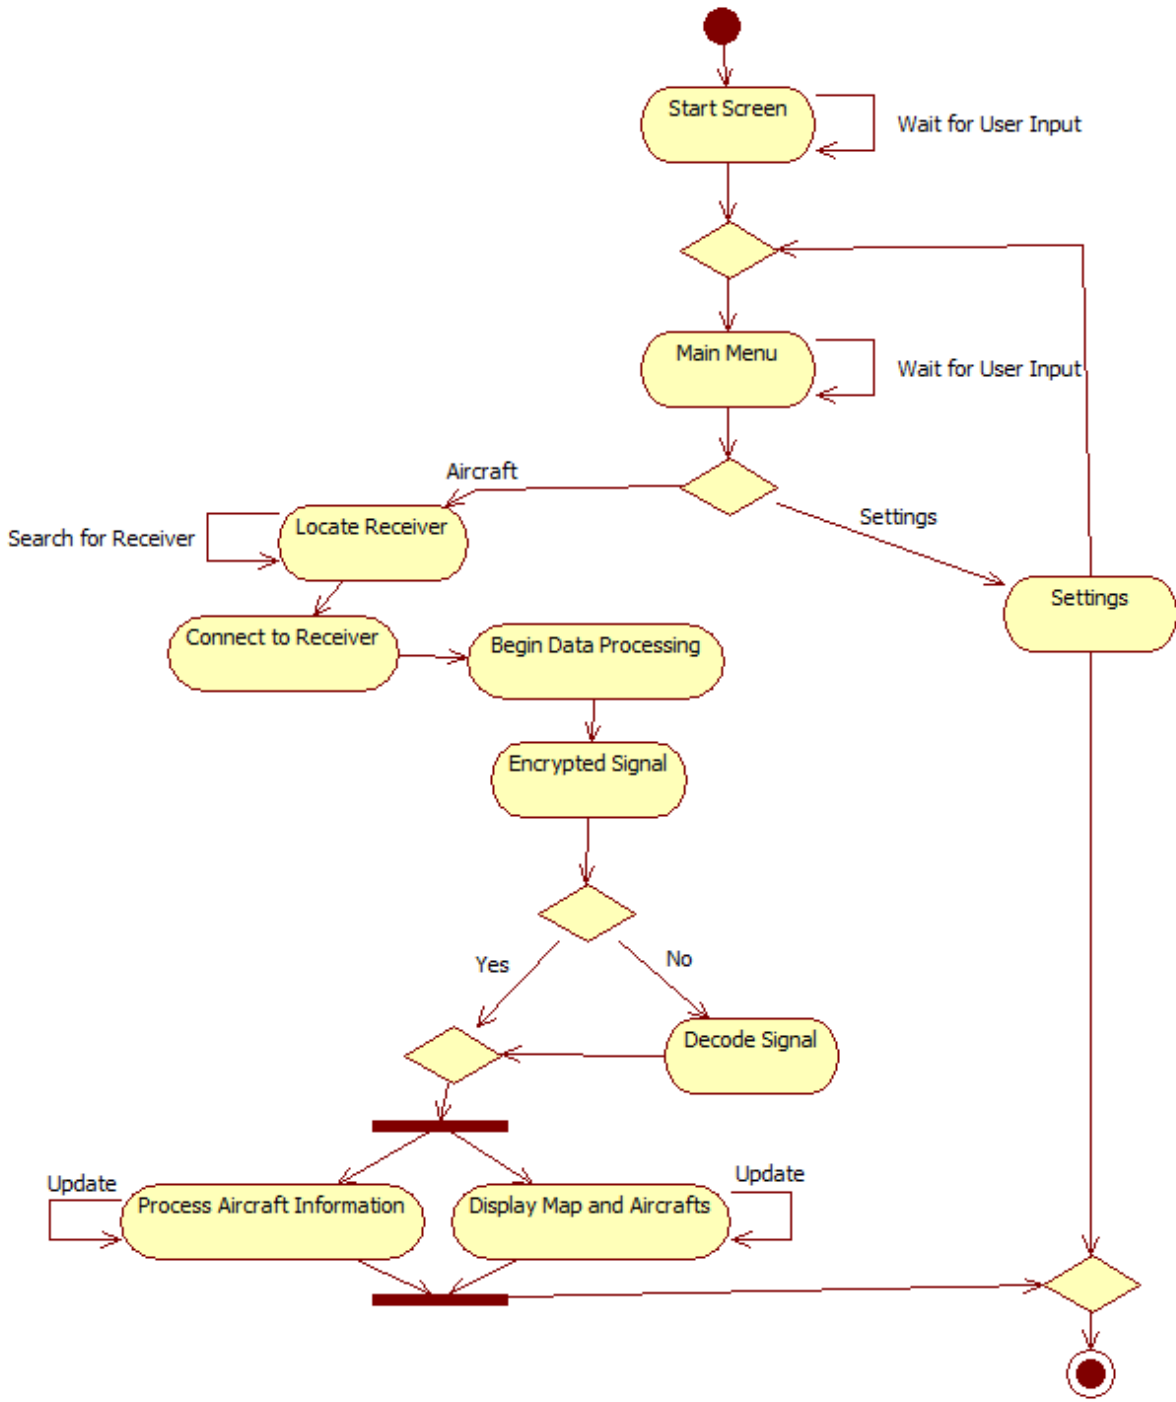 Start Screen
Wait for User Input
Main Menu
Wait for User Input
Aircraft
Settings
Locate Receiver
Search for Receiver
Settings
Connect to Receiver
Begin Data Processing
Encrypted Signal
Yes
No
Decode Signal
Update
Update
Process Aircraft Information
Display Map and Aircrafts